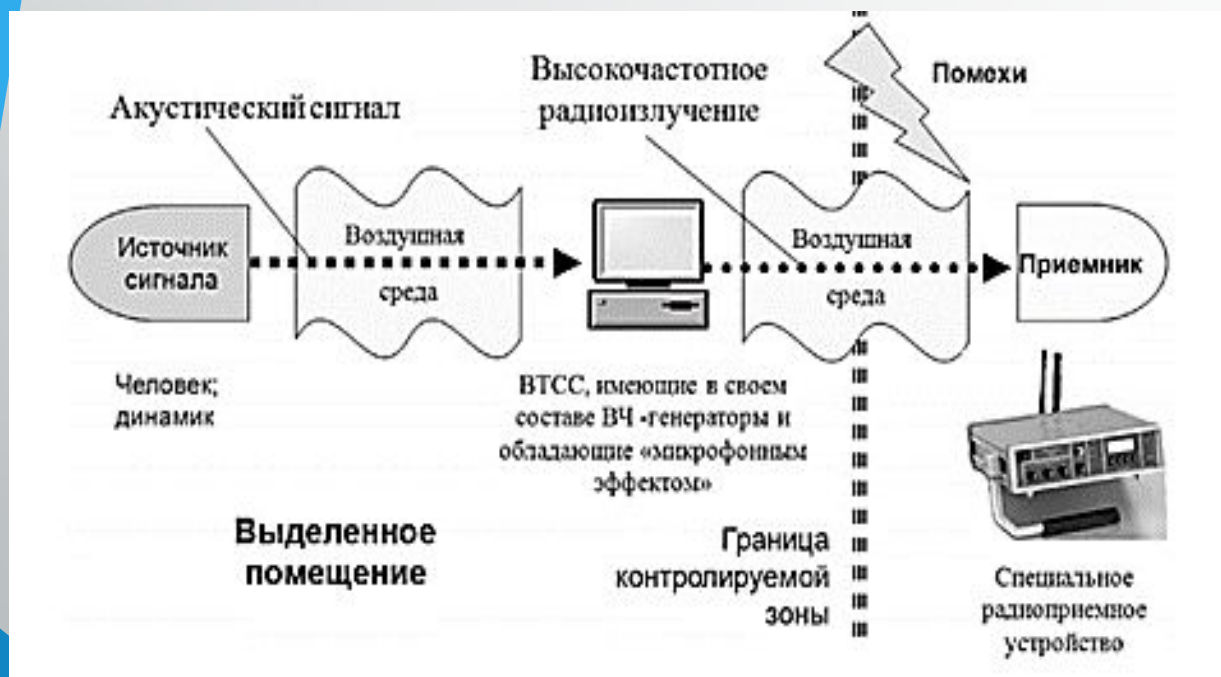 Акустический сигнал
Высокочастотное
радиоизлучение
Помехи
Источник
сигнала
Воздушная
среда
Воздушная
среда
Приемник
Человек;
динамик
ВТСС, имеющие в своем
составе ВЧ -генераторы и
обладающие «микрофонным
эффектом»
Выделенное
помещение
Граница
контролируемой
зоны
Специальное
радиоприемное
устройство